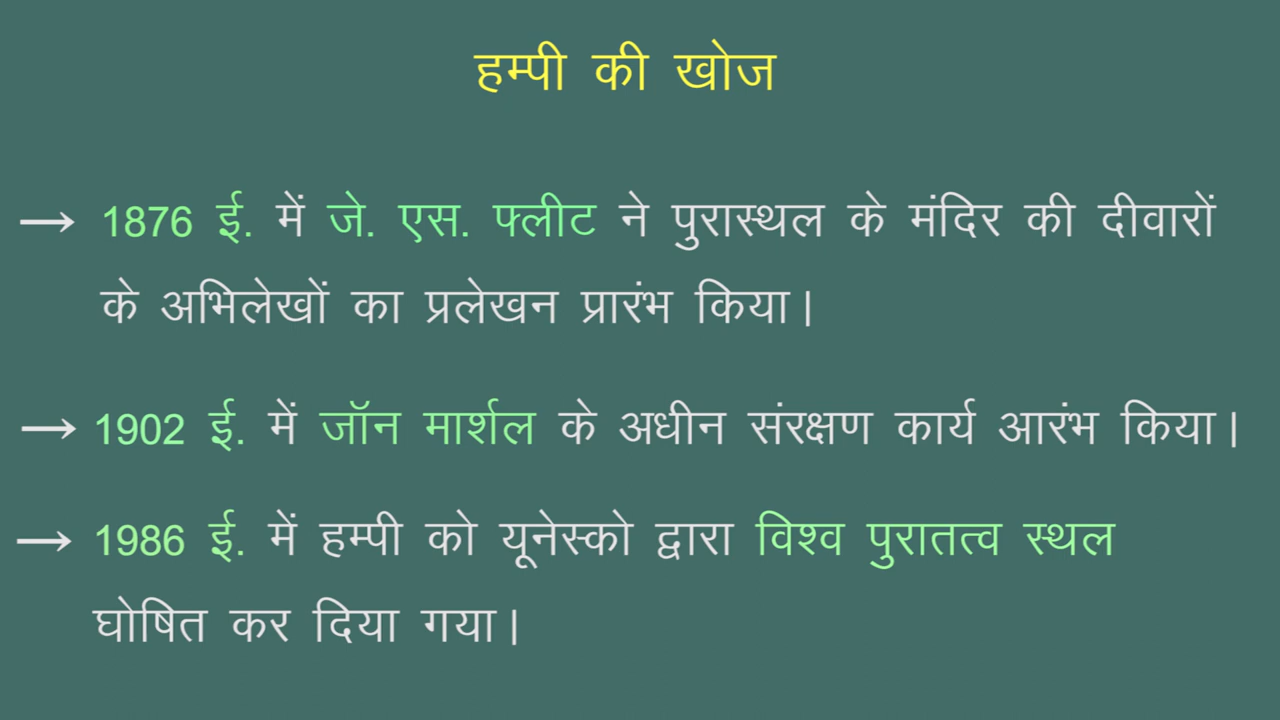 हम्पी की खोज
→ 1876 ई. में जे. एस. फ्लीट ने पुरास्थल के मंदिर की दीवारों
के अभिलेखों का प्रलेखन प्रारंभ किया।
→ 1902 ई. में जॉन मार्शल के अधीन संरक्षण कार्य आरंभ किया।
→ 1986 ई. में हम्पी को यूनेस्को द्वारा विश्व पुरातत्व स्थल
घोषित कर दिया गया।